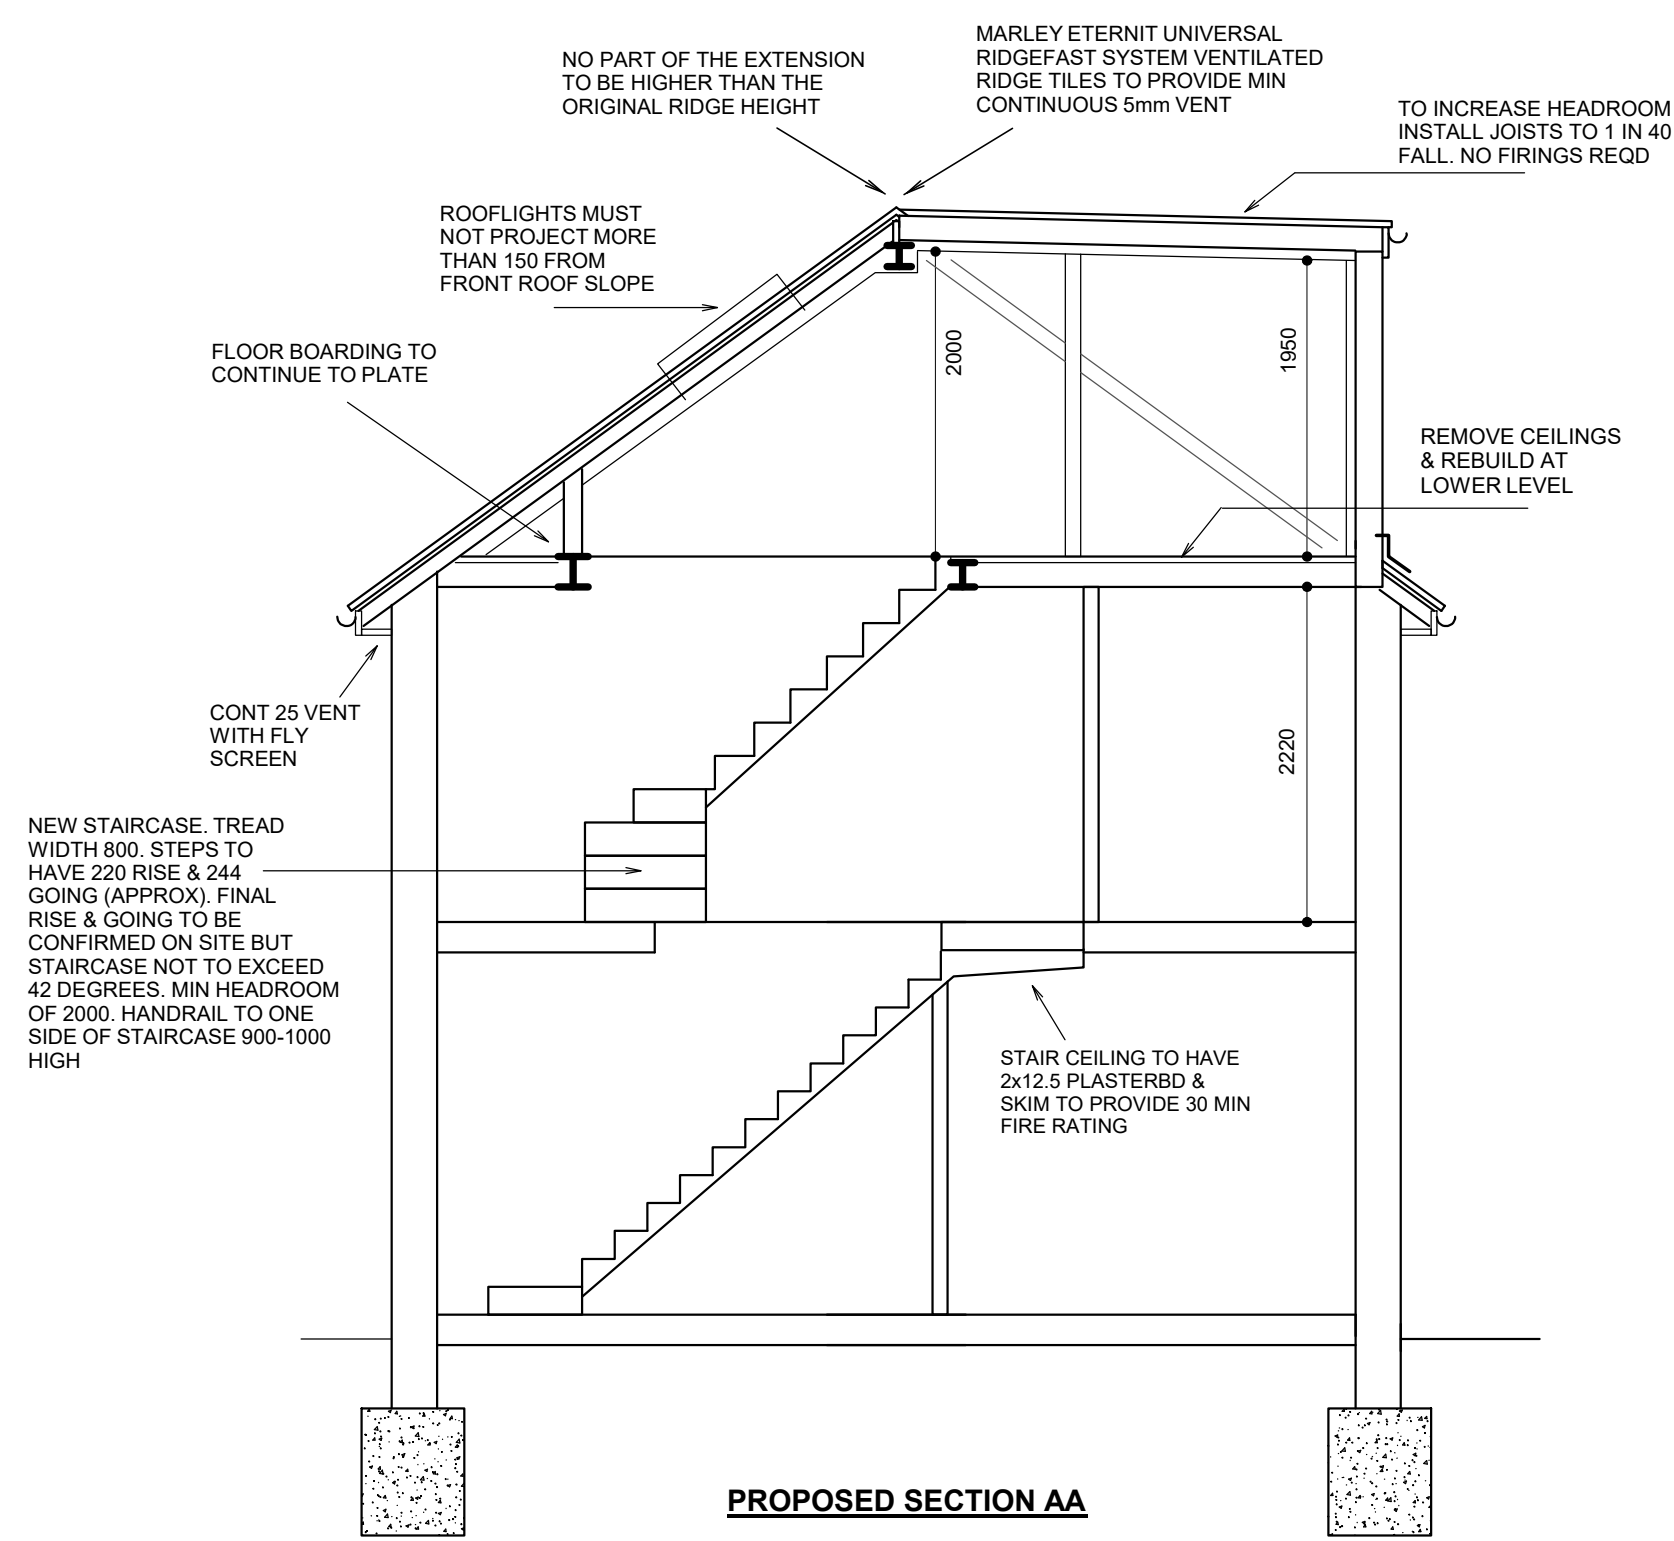 NO PART OF THE EXTENSION
TO BE HIGHER THAN THE
ORIGINAL RIDGE HEIGHT
MARLEY ETERNIT UNIVERSAL
RIDGEFAST SYSTEM VENTILATED
RIDGE TILES TO PROVIDE MIN
CONTINUOUS 5mm VENT
TO INCREASE HEADROOM
INSTALL JOISTS TO 1 IN 40
FALL. NO FIRINGS REQD
ROOFLIGHTS MUST
NOT PROJECT MORE
THAN 150 FROM
FRONT ROOF SLOPE
FLOOR BOARDING TO
CONTINUE TO PLATE
2000
1950
REMOVE CEILINGS
& REBUILD AT
LOWER LEVEL
CONT 25 VENT
WITH FLY
SCREEN
2220
NEW STAIRCASE. TREAD
WIDTH 800. STEPS TO
HAVE 220 RISE & 244
GOING (APPROX). FINAL
RISE & GOING TO BE
CONFIRMED ON SITE BUT
STAIRCASE NOT TO EXCEED
42 DEGREES. MIN HEADROOM
OF 2000. HANDRAIL TO ONE
SIDE OF STAIRCASE 900-1000
HIGH
STAIR CEILING TO HAVE
2x12.5 PLASTERBD &
SKIM TO PROVIDE 30 MIN
FIRE RATING
PROPOSED SECTION AA